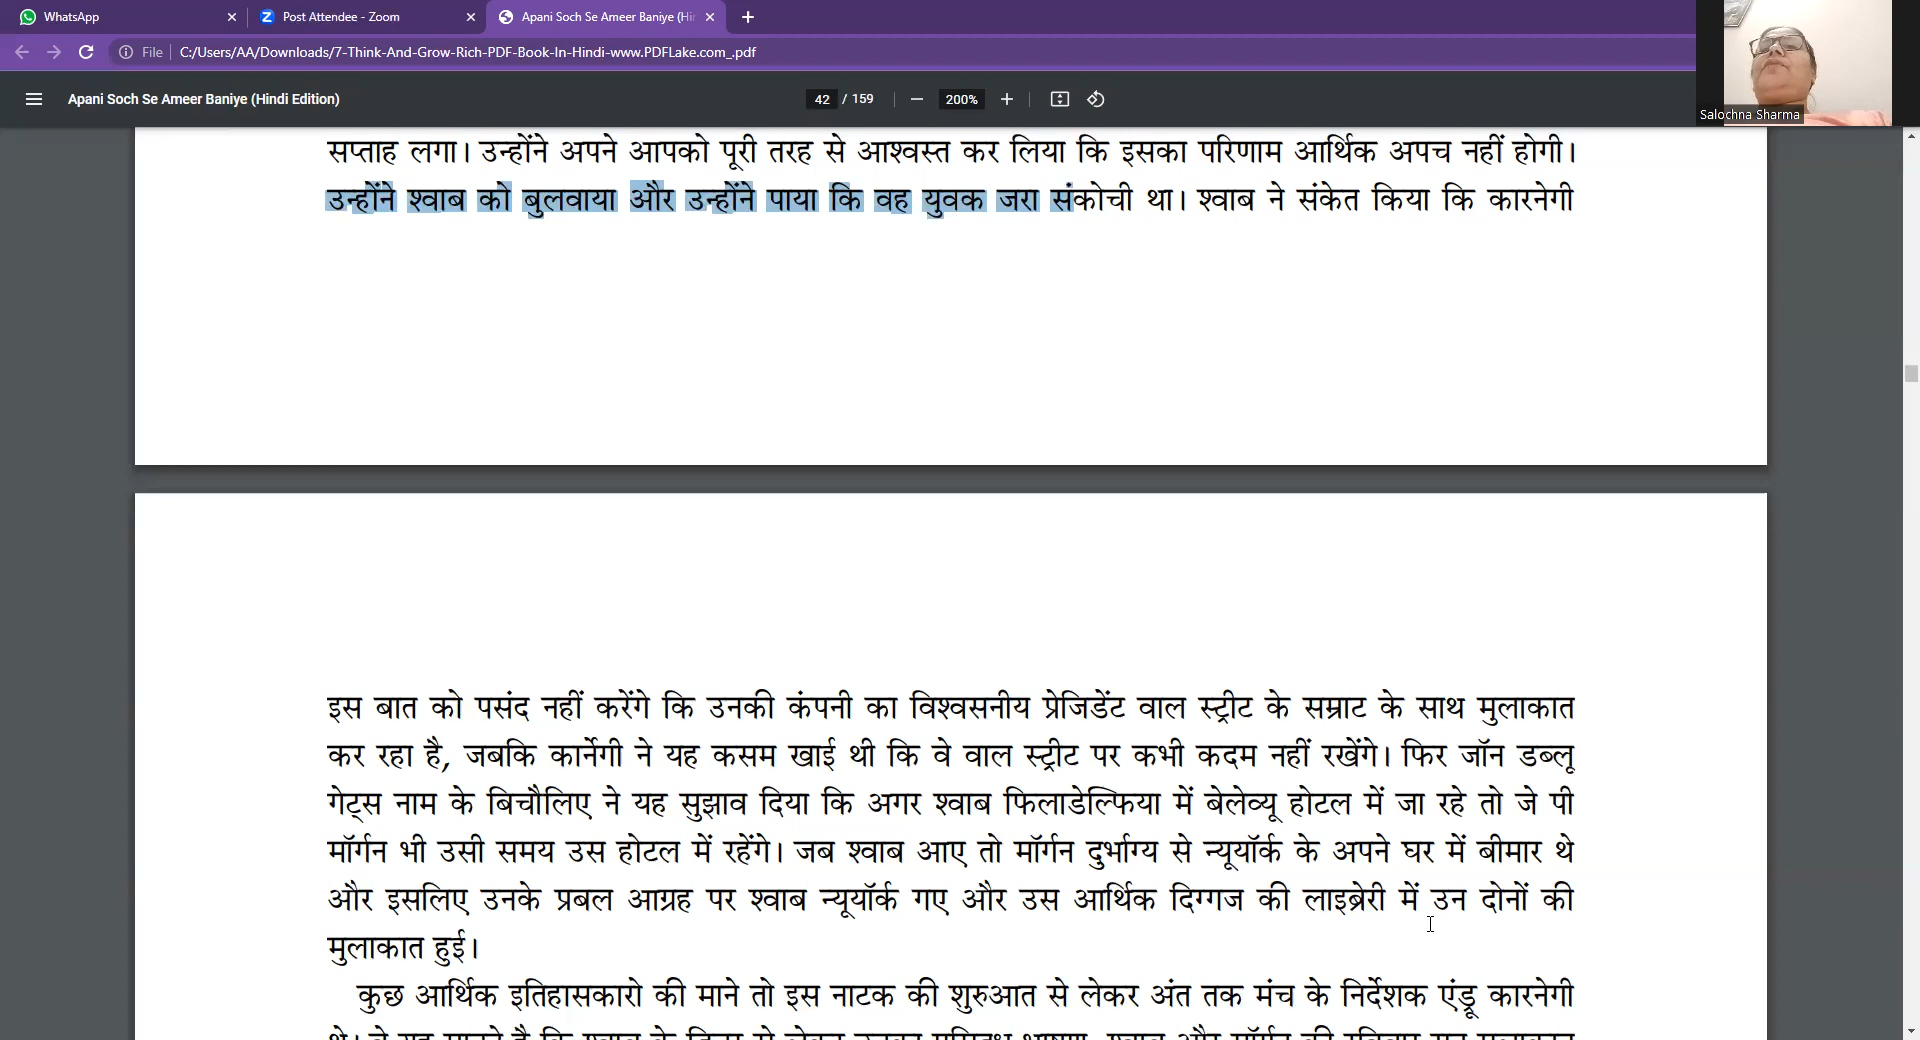 WhatsApp
Post Attendee - Zoom
Apani Soch Se Ameer Baniye (Hi
File C:/Users/AA/Downloads/7-Think-And-Grow-Rich-PDF-Book-In-Hindi-www.PDFLake.com_.pdf
Apani Soch Se Ameer Baniye (Hindi Edition)
42 / 159
200%
Salochna Sharma
सप्ताह लगा। उन्होंने अपने आपको पूरी तरह से आश्वस्त कर लिया कि इसका परिणाम आर्थिक अपच नहीं होगी।
उन्होंने श्वाब को बुलवाया और उन्होंने पाया कि वह युवक जरा संकोची था। श्वाब ने संकेत किया कि कारनेगी
इस बात को पसंद नहीं करेंगे कि उनकी कंपनी का विश्वसनीय प्रेजिडेंट वाल स्ट्रीट के सम्राट के साथ मुलाकात
कर रहा है, जबकि कार्नेगी ने यह कसम खाई थी कि वे वाल स्ट्रीट पर कभी कदम नहीं रखेंगे। फिर जॉन डब्लू
गेट्स नाम के बिचौलिए ने यह सुझाव दिया कि अगर श्वाब फिलाडेल्फिया में बेलेव्यू होटल में जा रहे तो जे पी
मॉर्गन भी उसी समय उस होटल में रहेंगे। जब श्वाब आए तो मॉर्गन दुर्भाग्य से न्यूयॉर्क के अपने घर में बीमार थे
और इसलिए उनके प्रबल आग्रह पर श्वाब न्यूयॉर्क गए और उस आर्थिक दिग्गज की लाइब्रेरी में उन दोनों की
मुलाकात हुई।
कुछ आर्थिक इतिहासकारो की माने तो इस नाटक की शुरुआत से लेकर अंत तक मंच के निर्देशक एंड्रू कारनेगी